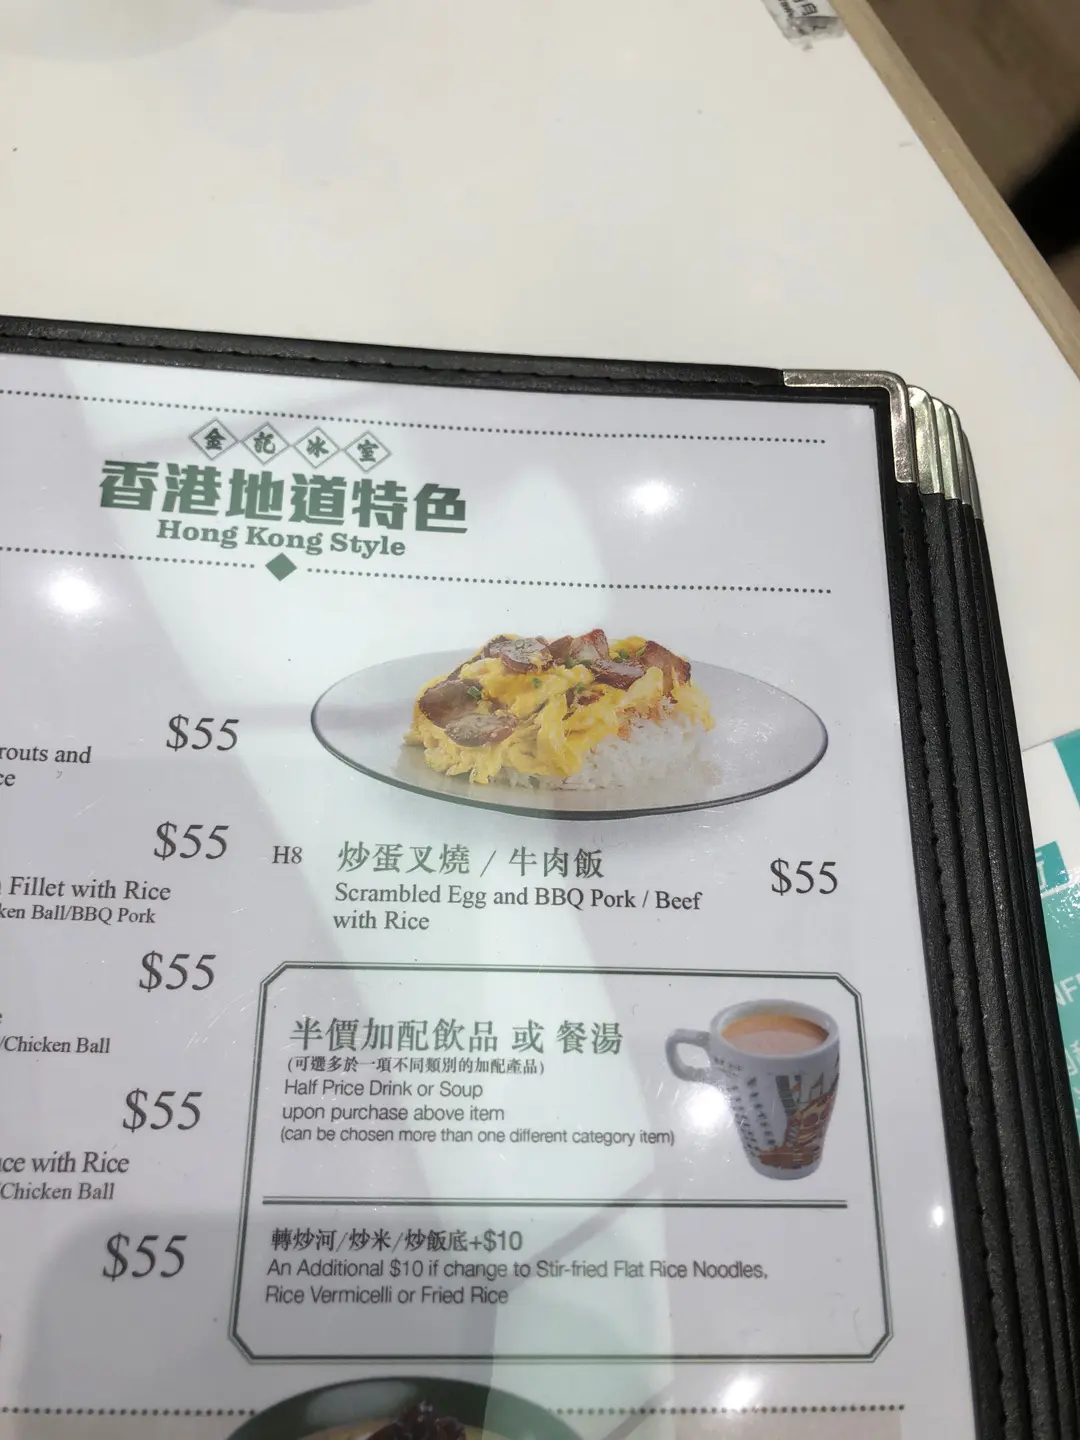 金記冰室
香港地道特色
Hong Kong Style
$55
routs and
ce
$55
Fillet with Rice
ken Ball/BBQ Pork
$55
/Chicken Ball
$55
ce with Rice
/Chicken Ball
$55
H8 炒蛋叉燒 / 牛肉飯 $55
Scrambled Egg and BBQ Pork / Beef
with Rice
半價加配飲品 或 餐湯
(可選多於一項不同類別的加配產品)
Half Price Drink or Soup
upon purchase above item
(can be chosen more than one different category item)
轉炒河/炒米/炒飯底+$10
An Additional $10 if change to Stir-fried Flat Rice Noodles,
Rice Vermicelli or Fried Rice